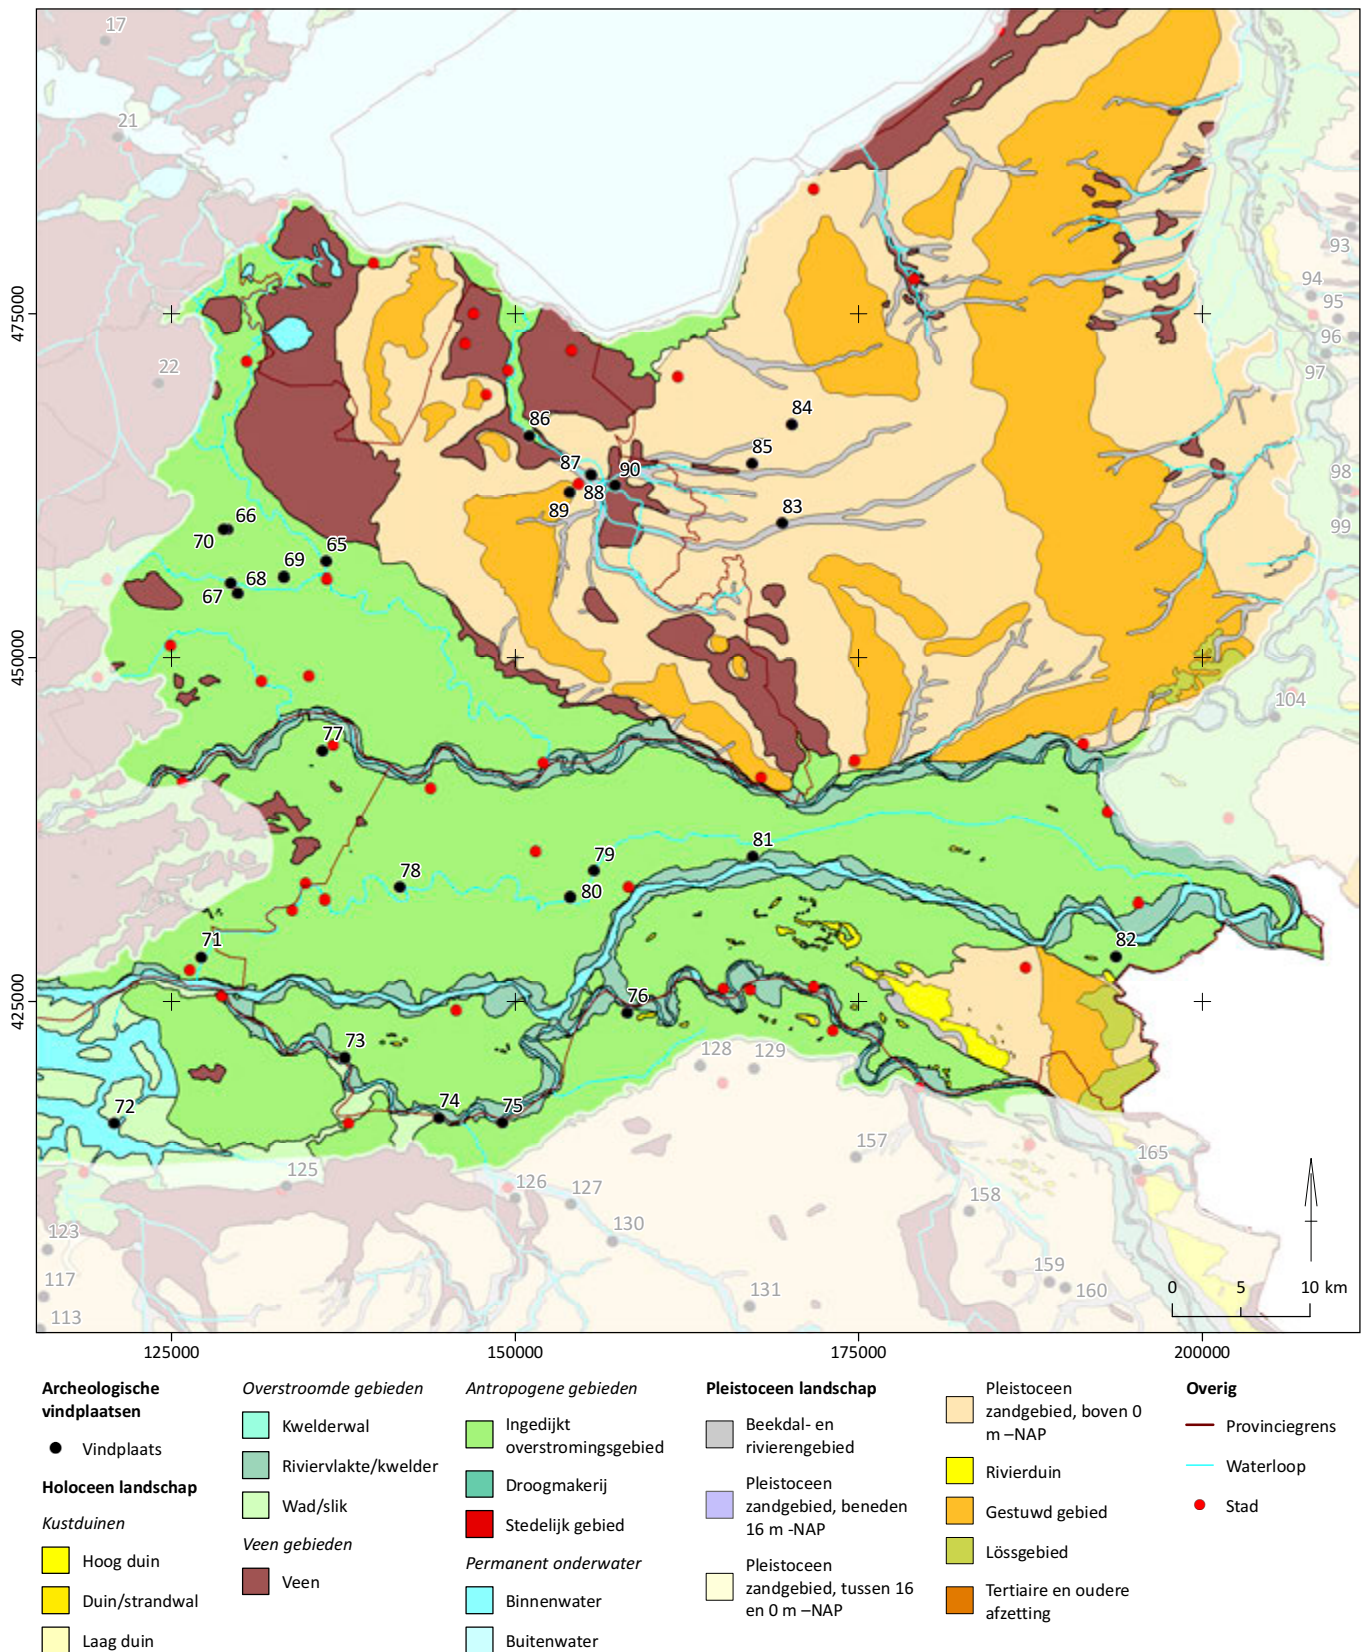 17
21
22
93
94
95
96
97
98
99
104
84
85
83
86
87
88
89
90
66
70
65
69
68
67
77
78
79
80
81
82
71
72
73
74
75
76
128
129
125
126
127
130
131
157
158
159
160
165
123
117
113
475000
450000
425000
0 5 10 km
125000 150000 175000 200000
Archeologische
vindplaatsen
Vindplaats
Holoceen landschap
Kustduinen
Hoog duin
Duin/strandwal
Laag duin
Overstroomde gebieden
Kwelderwal
Riviervlakte/kwelder
Wad/slik
Veen gebieden
Veen
Antropogene gebieden
Ingedijkt
overstromingsgebied
Droogmakerij
Stedelijk gebied
Permanent onderwater
Binnenwater
Buitenwater
Pleistoceen landschap
Beekdal- en
rivierengebied
Pleistoceen
zandgebied, beneden
16 m -NAP
Pleistoceen
zandgebied, tussen 16
en 0 m –NAP
Pleistoceen
zandgebied, boven 0
m –NAP
Rivierduin
Gestuwd gebied
Lössgebied
Tertiaire en oudere
afzetting
Overig
Provinciegrens
Waterloop
Stad